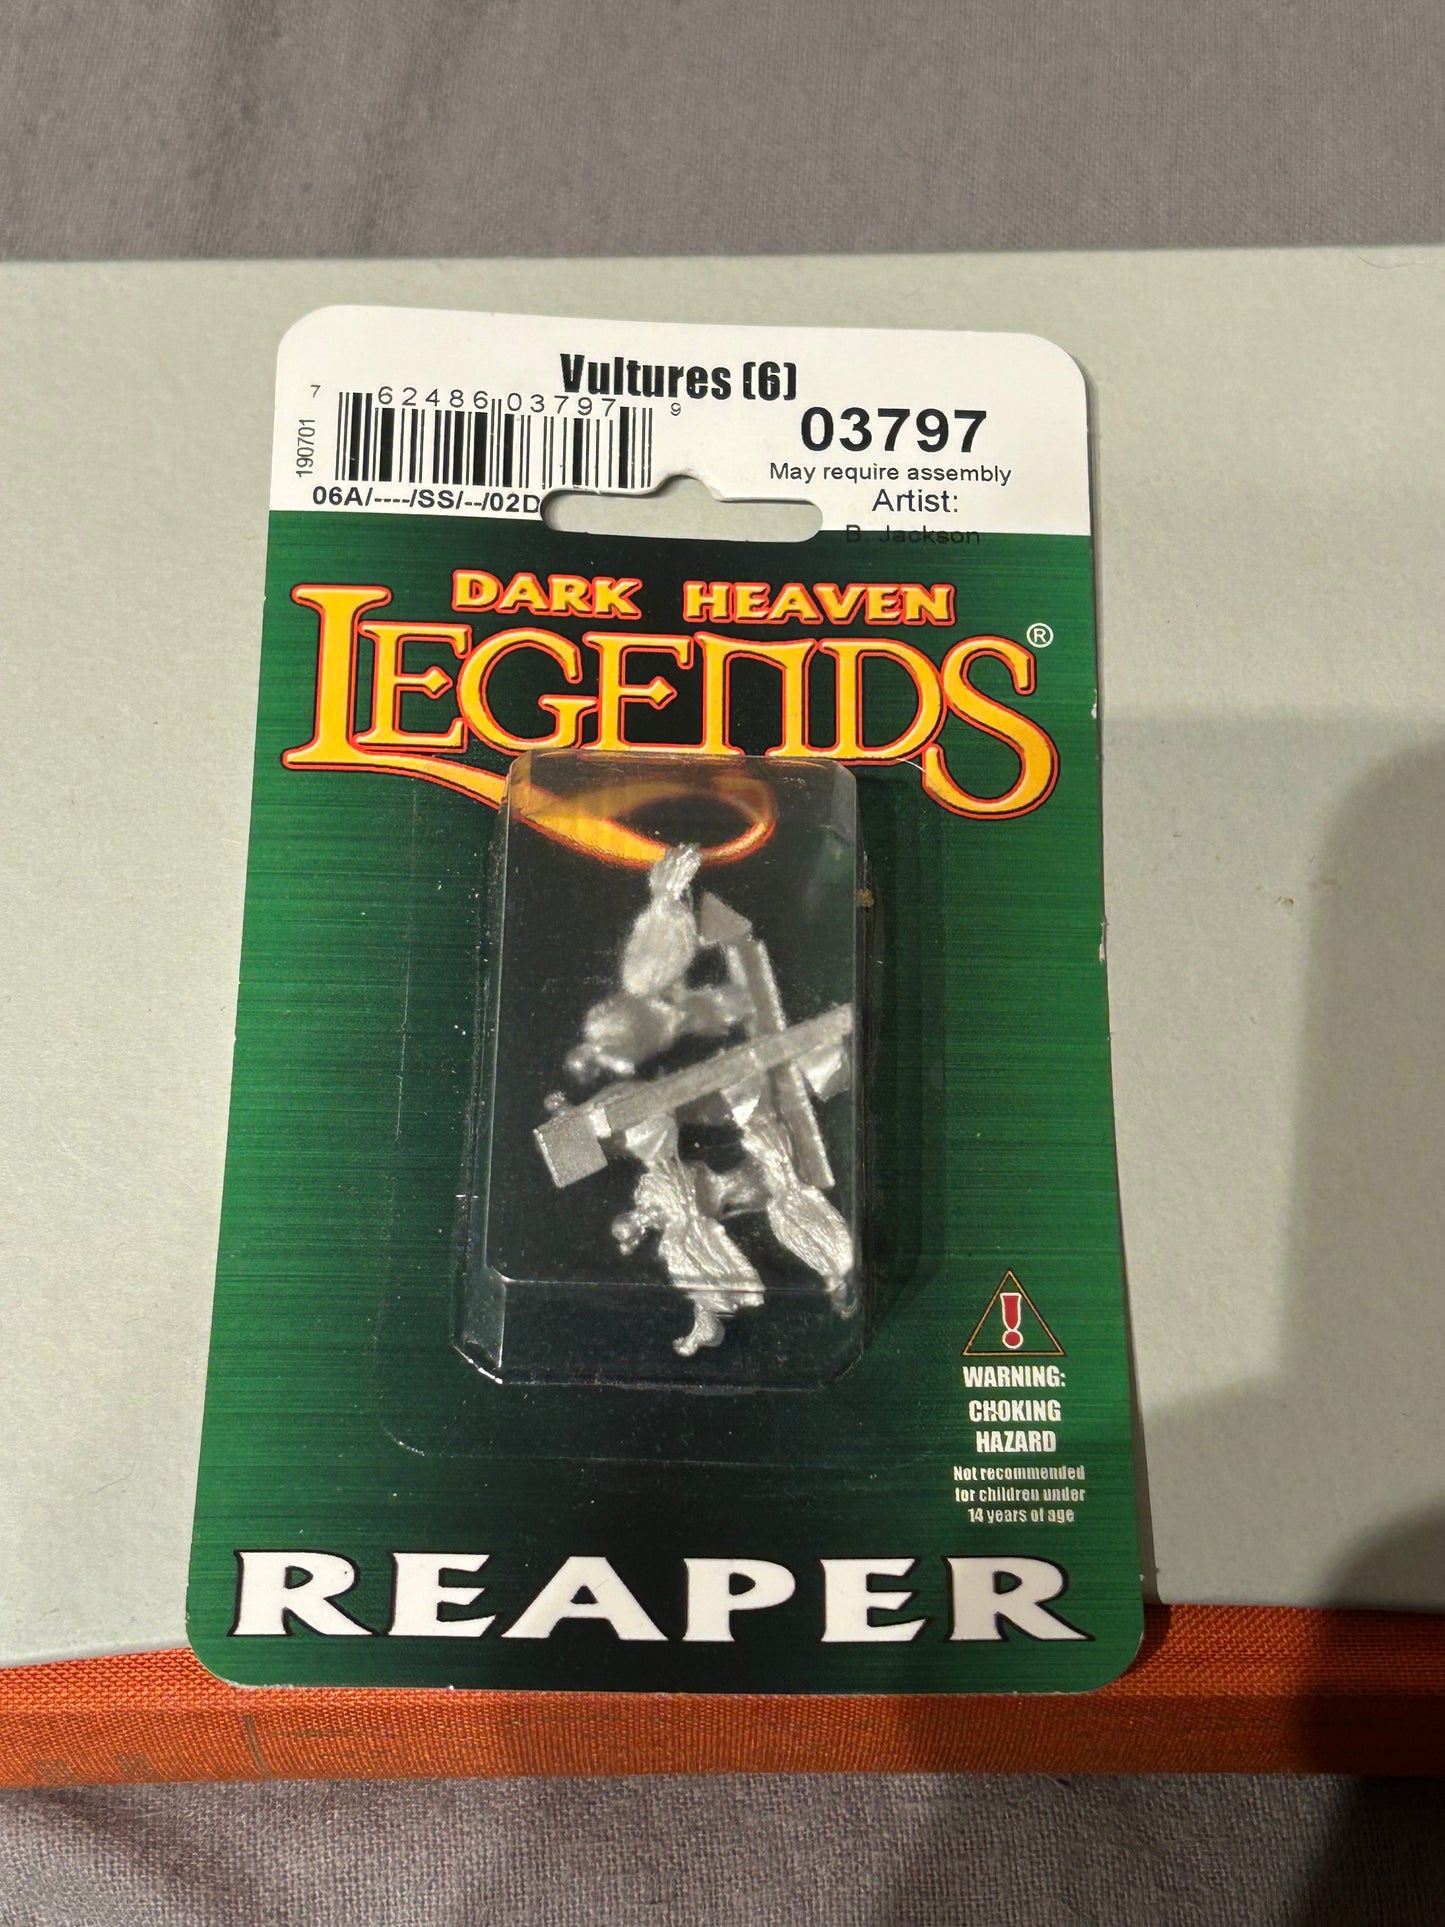 Vultures (6)
7 62486 03797 9
190701
03797
May require assembly
06A/----/SS/--/02D
Artist:
B. Jackson
DARK HEAVEN
LEGENDS®
!
WARNING:
CHOKING
HAZARD
Not recommended
for children under
14 years of age
REAPER